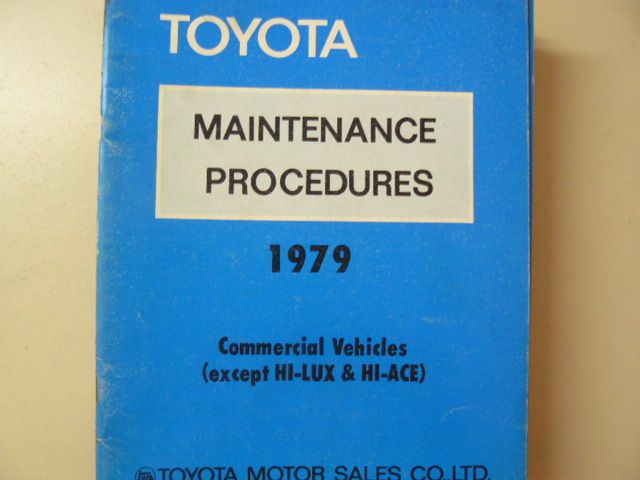 TOYOTA
MAINTENANCE
PROCEDURES
1979
Commercial Vehicles
(except HI-LUX & HI-ACE)
TOYOTA MOTOR SALES CO.,LTD.